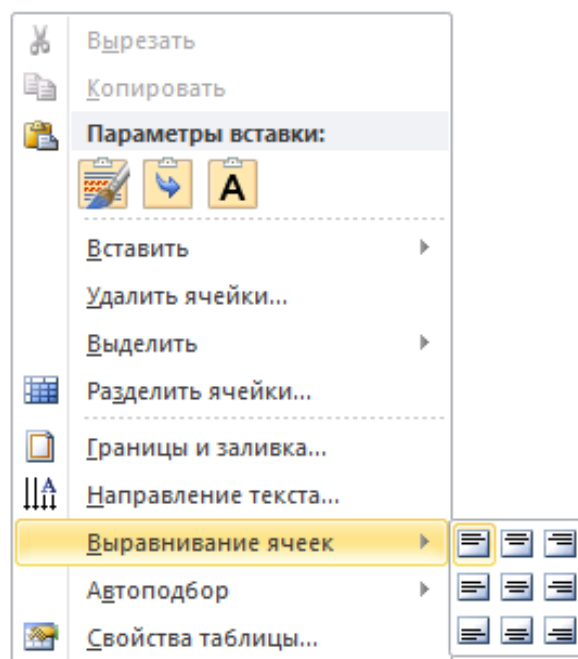 Вырезать
Копировать
Параметры вставки:
A
Вставить
Удалить ячейки...
Выделить
Разделить ячейки...
Границы и заливка...
A
Направление текста...
Выравнивание ячеек
Автоподбор
Свойства таблицы...